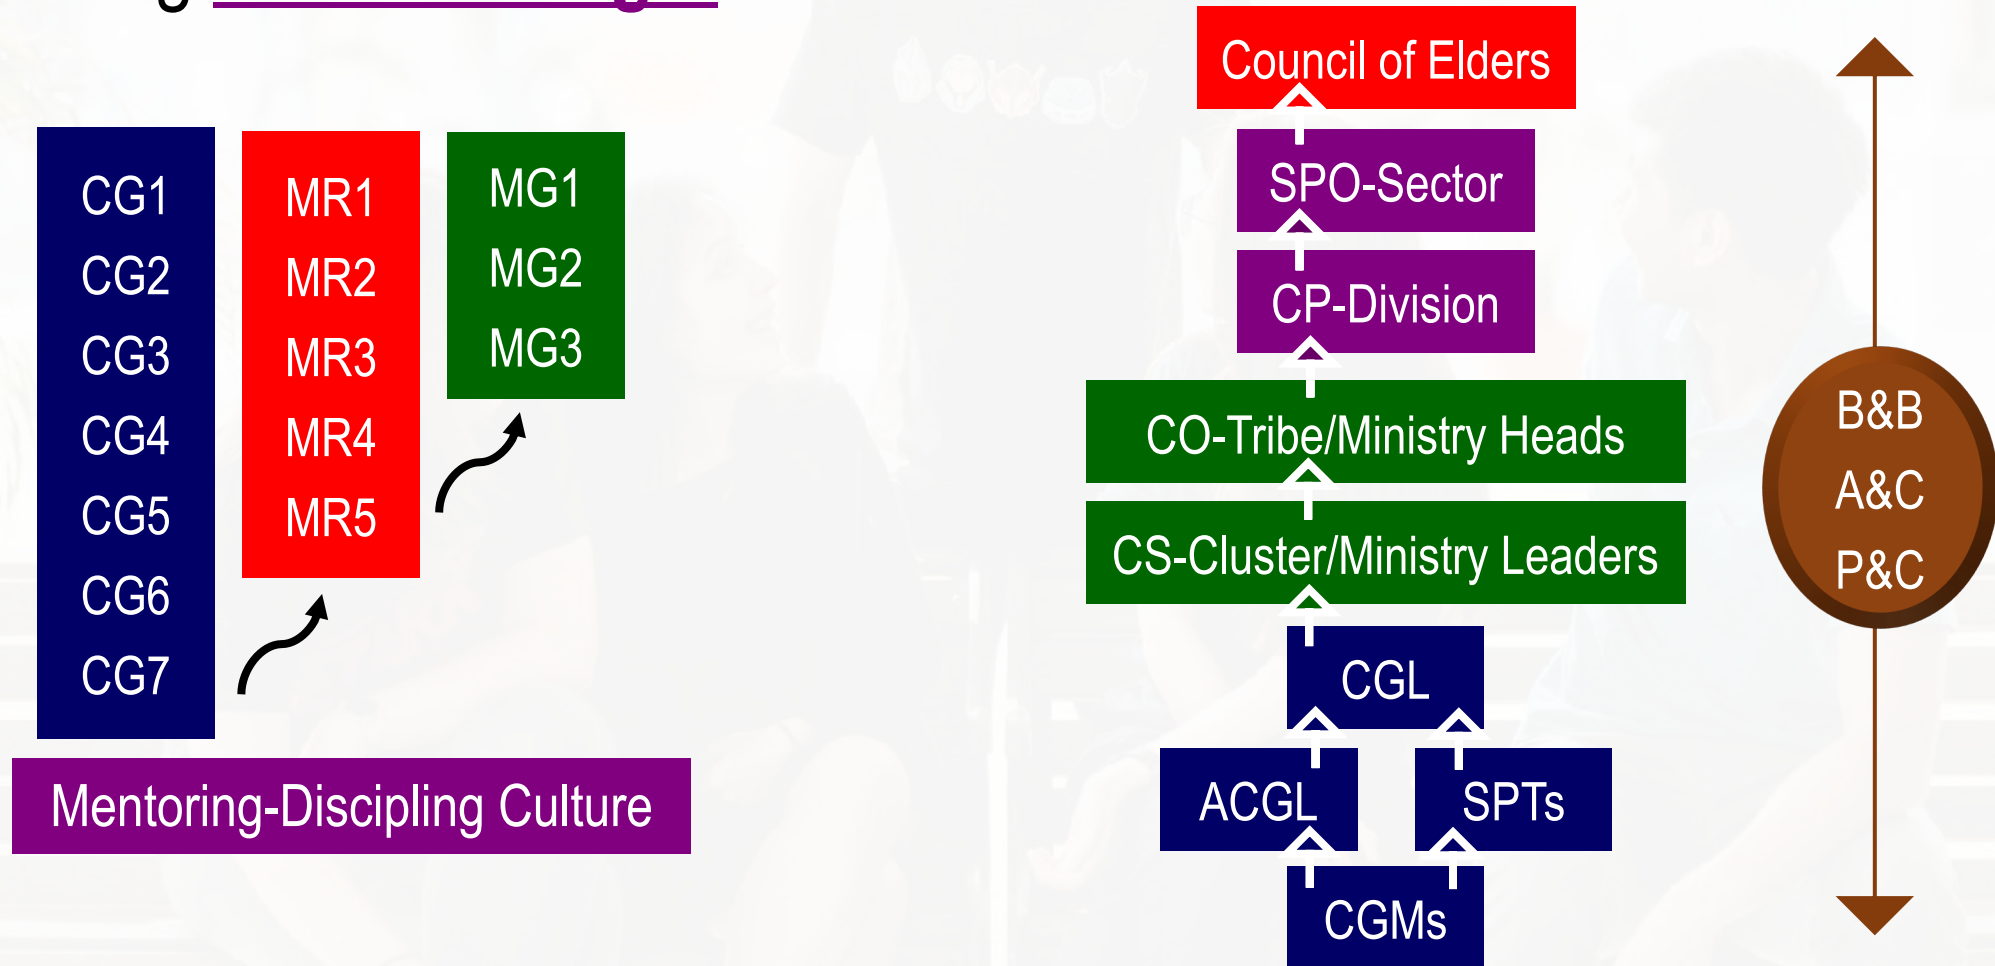 CG1
CG2
CG3
CG4
CG5
CG6
CG7
MR1
MR2
MR3
MR4
MR5
MG1
MG2
MG3
Mentoring-Discipling Culture
Council of Elders
SPO-Sector
CP-Division
CO-Tribe/Ministry Heads
CS-Cluster/Ministry Leaders
CGL
ACGL
SPTs
CGMs
B&B
A&C
P&C